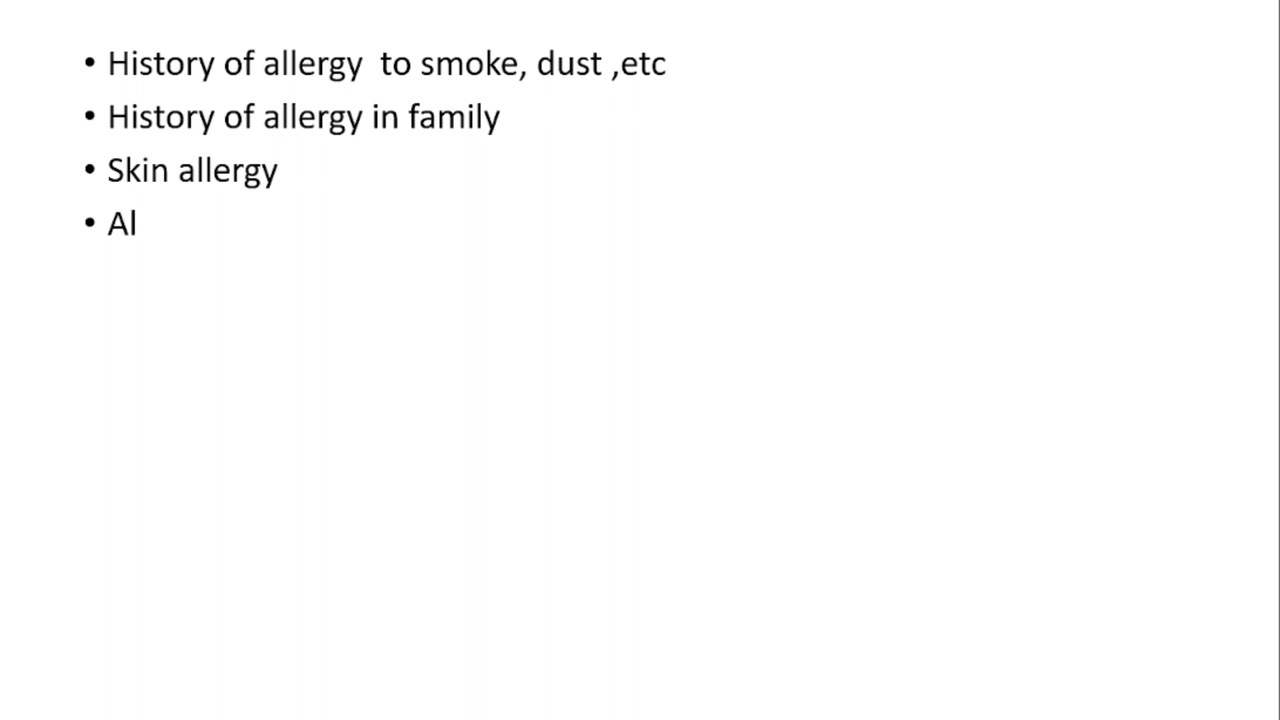 • History of allergy  to smoke, dust ,etc
• History of allergy in family
• Skin allergy
• Al